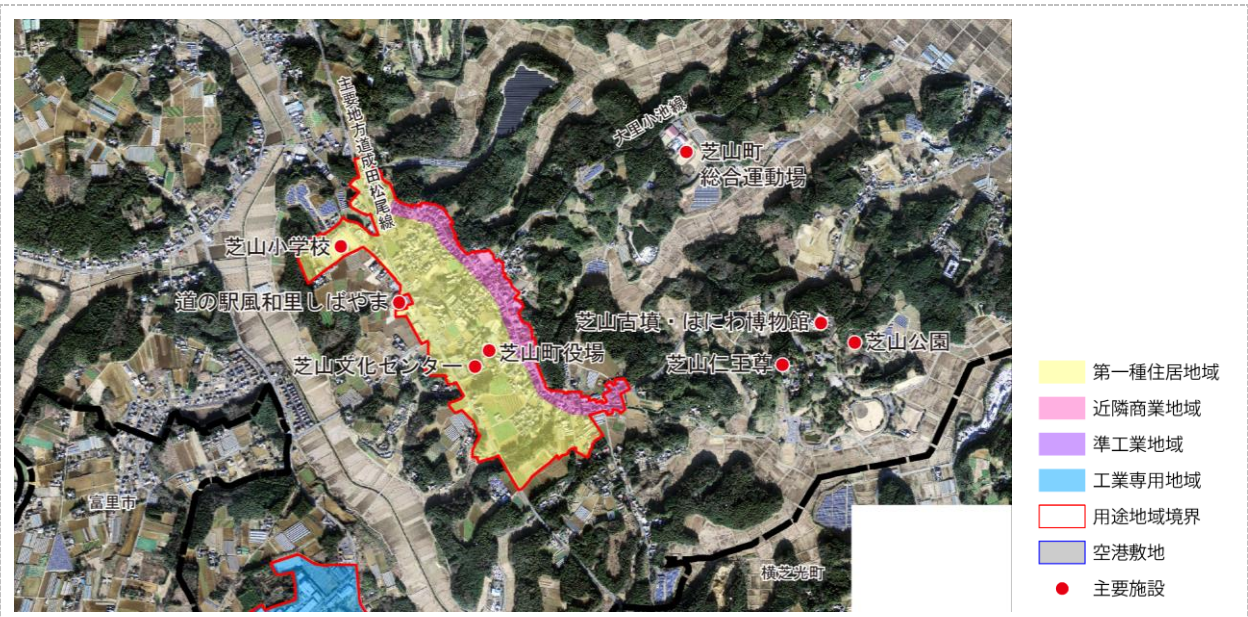 主要地方道成田松尾線
大里小池線
芝山町
総合運動場
芝山小学校
道の駅風和里しばやま
芝山古墳・はにわ博物館
芝山公園
芝山町役場
芝山文化センター
芝山仁王尊
富里市
横芝光町
第一種住居地域
近隣商業地域
準工業地域
工業専用地域
用途地域境界
空港敷地
主要施設